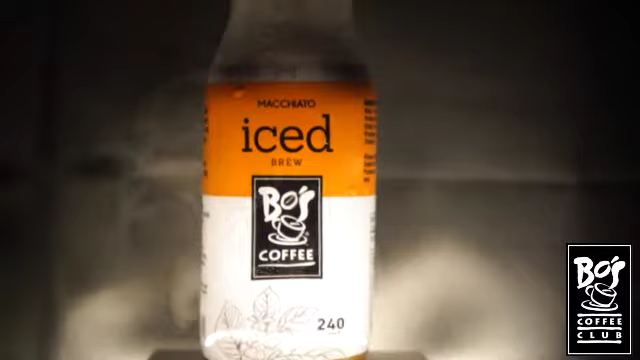 MACCHIATO
iced
BREW
Bo's
COFFEE
240
Bo's
COFFEE
CLUB